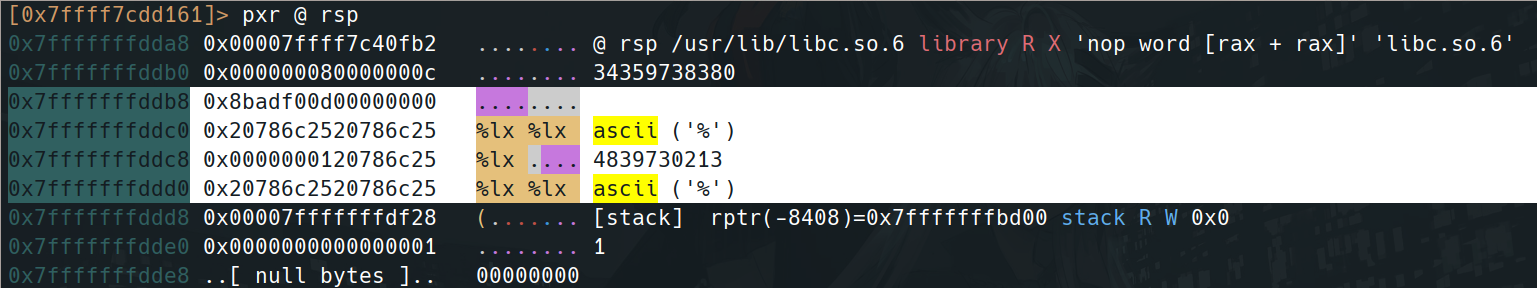 [0x7ffff7cdd161]> pxr @ rsp
0x7fffffffdda8 0x00007ffff7c40fb2   ........ @ rsp /usr/lib/libc.so.6 library R X 'nop word [rax + rax]' 'libc.so.6'
0x7fffffffddb0 0x000000080000000c   ........ 34359738380
0x7fffffffddb8 0x8badf00d00000000   ........
0x7fffffffddc0 0x20786c2520786c25   %lx %lx  ascii ('%')
0x7fffffffddc8 0x0000000120786c25   %lx .... 4839730213
0x7fffffffddd0 0x20786c2520786c25   %lx %lx  ascii ('%')
0x7fffffffddd8 0x00007fffffffdf28   (....... [stack]  rptr(-8408)=0x7fffffffbd00 stack R W 0x0
0x7fffffffdde0 0x0000000000000001   ........ 1
0x7fffffffdde8 ..[ null bytes ]..   00000000